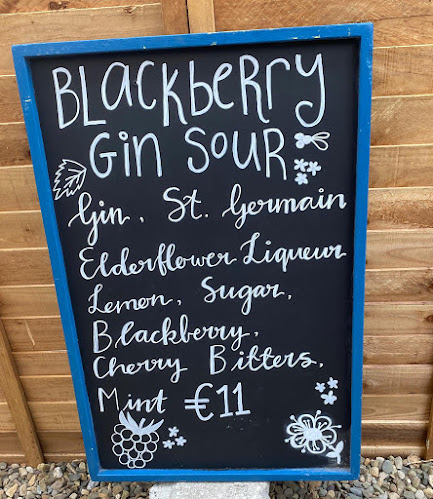 BLackberry
Gin SOUR
Gin, St. Germain
Elderflower Liqueur
Lemon, Sugar,
Blackberry,
Cherry Bitters,
Mint €11